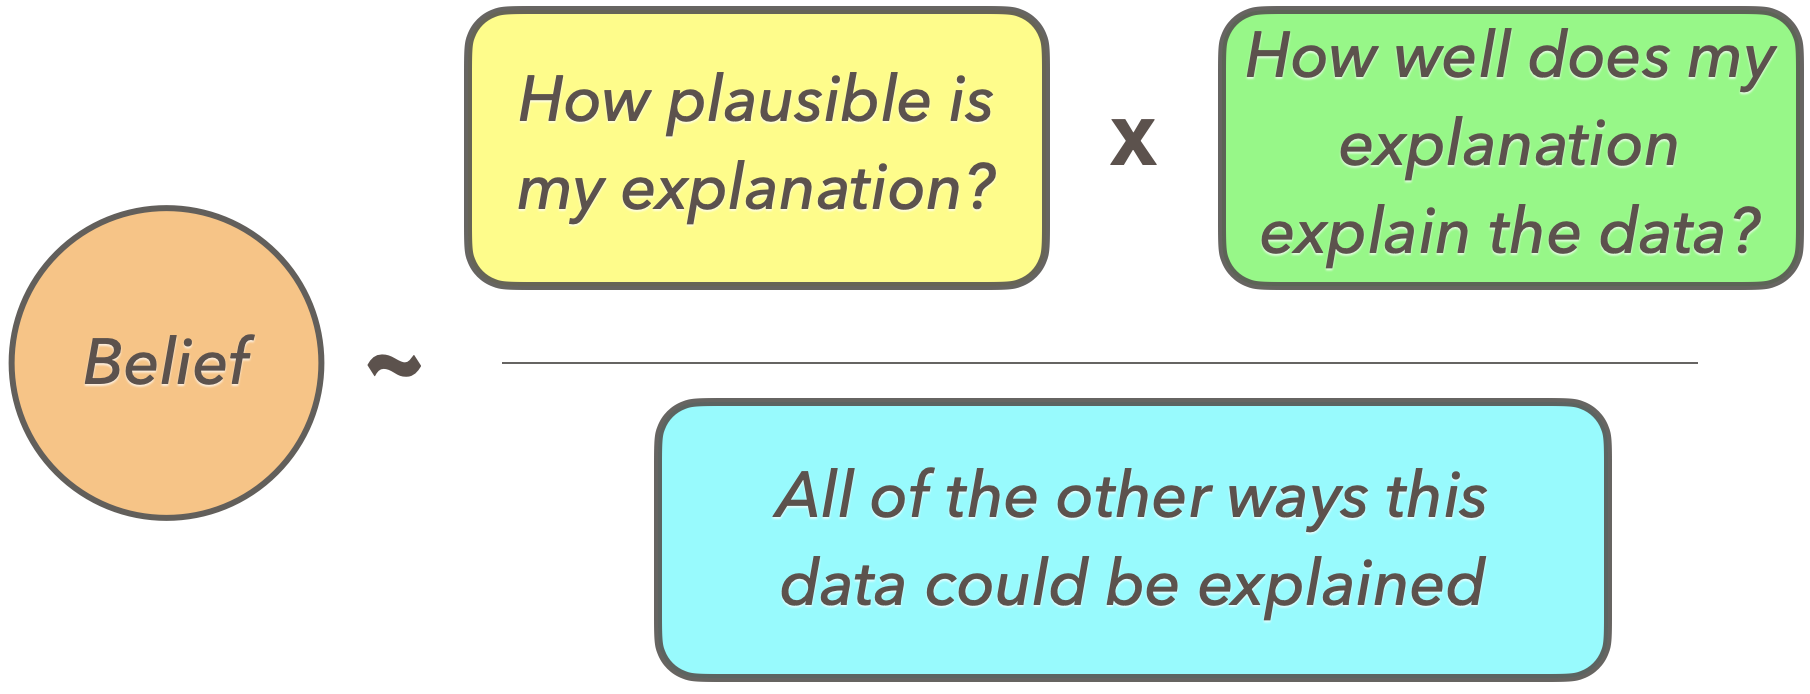 How plausible is
my explanation?
x
How well does my
explanation
explain the data?
Belief
~
All of the other ways this
data could be explained